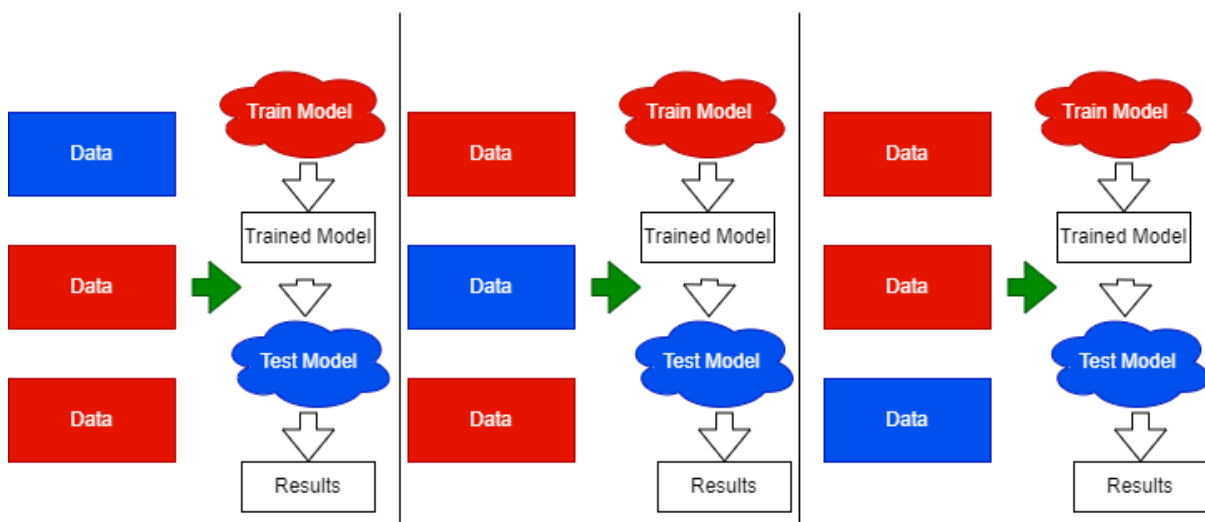 Train Model
Data
Trained Model
Data
Test Model
Data
Results
Train Model
Data
Trained Model
Data
Test Model
Data
Results
Train Model
Data
Trained Model
Data
Test Model
Data
Results